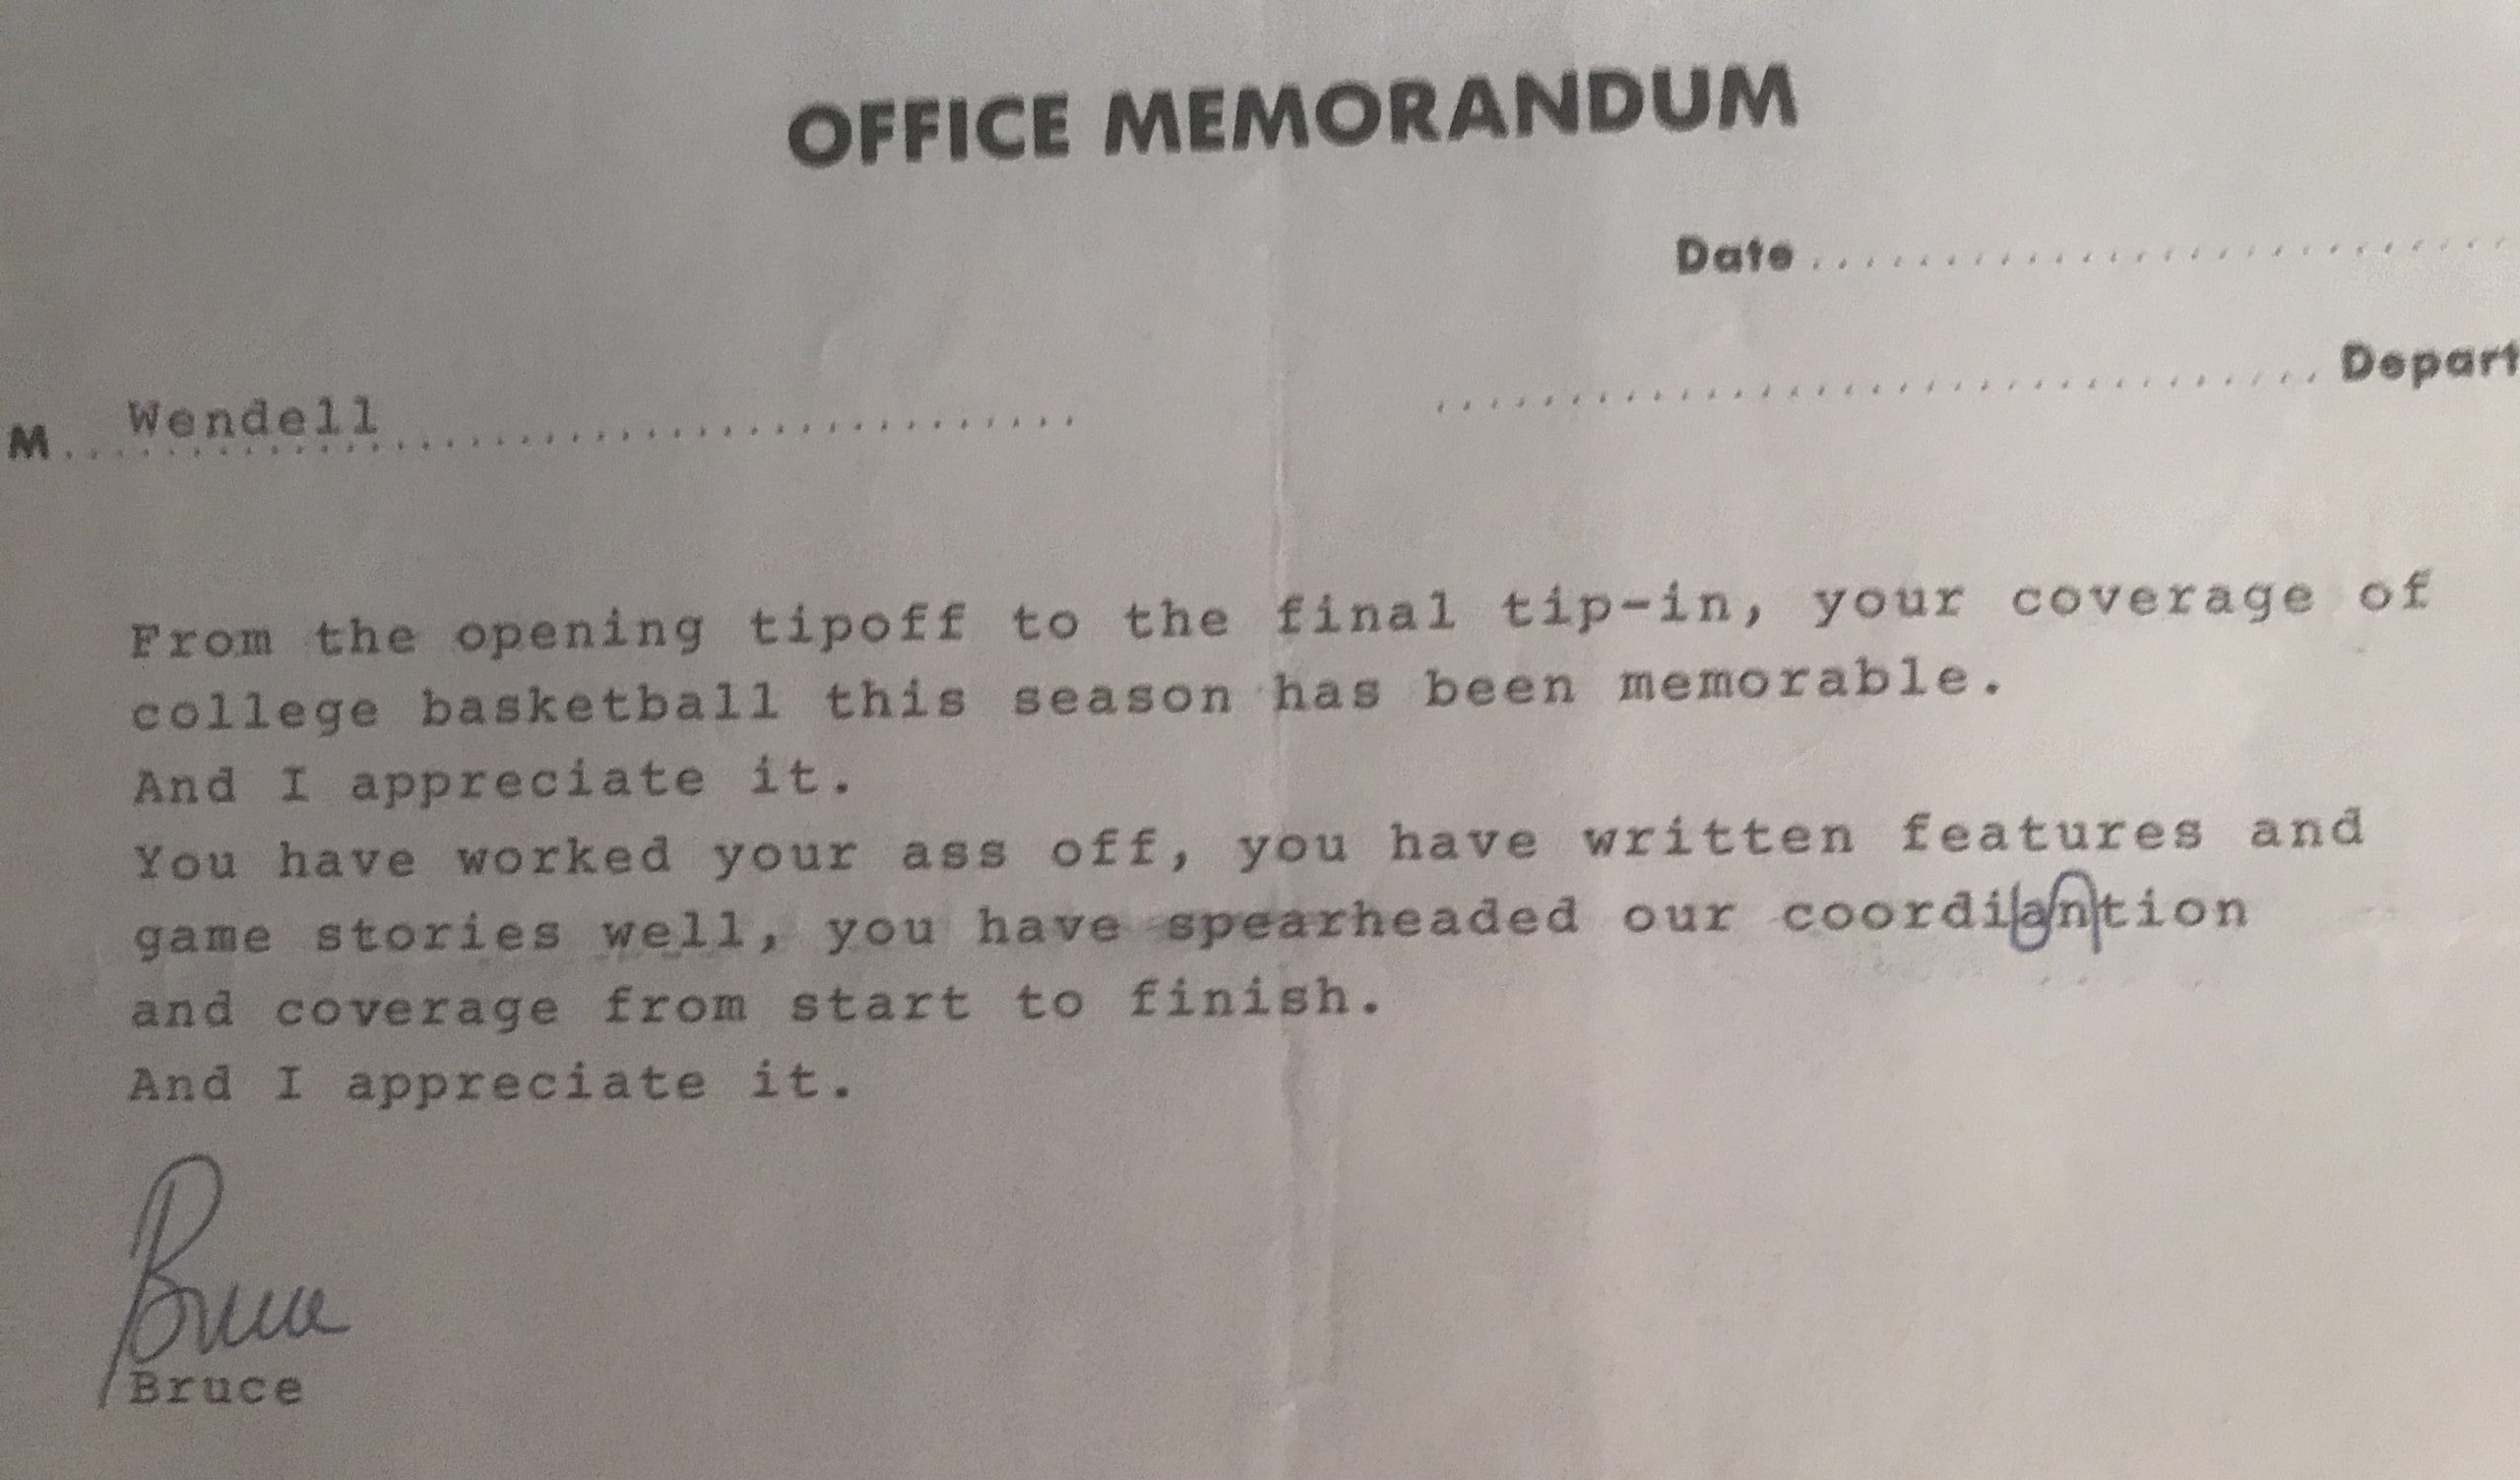 OFFICE MEMORANDUM
Date ..............................
M. Wendell ..............................
.............................. Depart
From the opening tipoff to the final tip-in, your coverage of
college basketball this season has been memorable.
And I appreciate it.
You have worked your ass off, you have written features and
game stories well, you have spearheaded our coordiantion
and coverage from start to finish.
And I appreciate it.
Bruce
Bruce